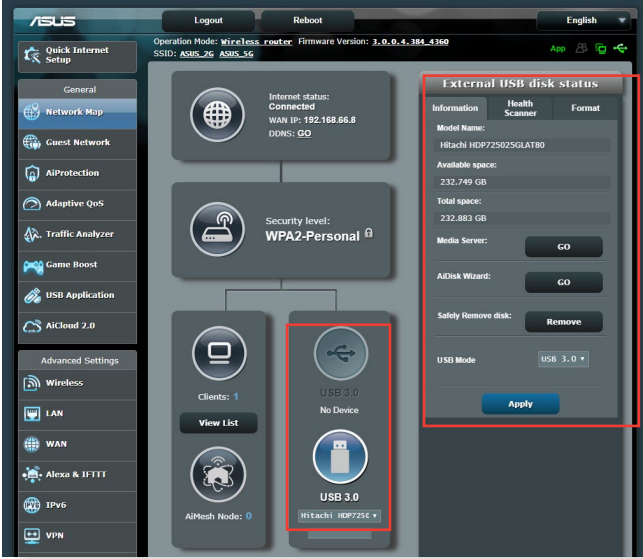 ASUS
Logout
Reboot
English
Operation Mode: Wireless router Firmware Version: 3.0.0.4.384_4360
SSID: ASUS_2G ASUS_5G
App
Quick Internet
Setup
General
Network Map
Guest Network
AiProtection
Adaptive QoS
Traffic Analyzer
Game Boost
USB Application
AiCloud 2.0
Advanced Settings
Wireless
LAN
WAN
Alexa & IFTTT
IPv6
VPN
Internet status:
Connected
WAN IP: 192.168.66.8
DDNS: GO
Security level:
WPA2-Personal
Clients: 1
View List
AiMesh Node: 0
USB 3.0
No Device
USB 3.0
Hitachi HDP725C
External USB disk status
Information
Health
Scanner
Format
Model Name:
Hitachi HDP725025GLAT80
Available space:
232.749 GB
Total space:
232.883 GB
Media Server:
GO
AiDisk Wizard:
GO
Safely Remove disk:
Remove
USB Mode
USB 3.0
Apply